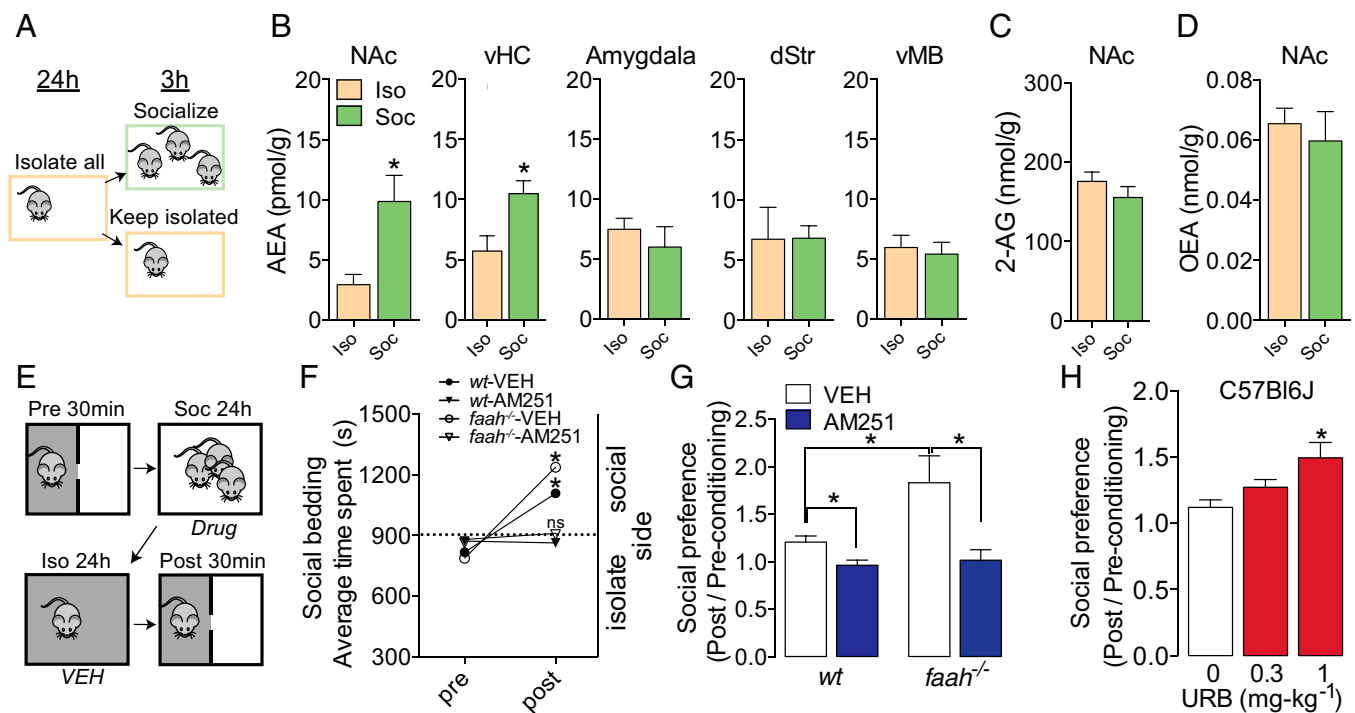 A
24h
3h
Socialize
Isolate all
Keep isolated
B
NAc
vHC
Amygdala
dStr
vMB
AEA (pmol/g)
20
15
10
5
0
Iso
Soc
*
Iso
Soc
20
15
10
5
0
*
Iso
Soc
20
15
10
5
0
Iso
Soc
20
15
10
5
0
Iso
Soc
20
15
10
5
0
Iso
Soc
C
NAc
2-AG (nmol/g)
300
150
0
Iso
Soc
D
NAc
OEA (nmol/g)
0.08
0.06
0.04
0.02
0.00
Iso
Soc
E
Pre 30min
Soc 24h
Drug
Iso 24h
Post 30min
VEH
F
wt-VEH
wt-AM251
faah-/--VEH
faah-/--AM251
Social bedding
Average time spent (s)
1500
1200
900
600
300
*
*
ns
pre
post
isolate social
side
G
VEH
AM251
Social preference
(Post / Pre-conditioning)
2.5
2.0
1.5
1.0
0.5
0.0
*
*
*
wt
faah-/-
H
C57Bl6J
Social preference
(Post / Pre-conditioning)
2.0
1.5
1.0
0.5
0.0
*
0
0.3
1
URB (mg-kg-1)